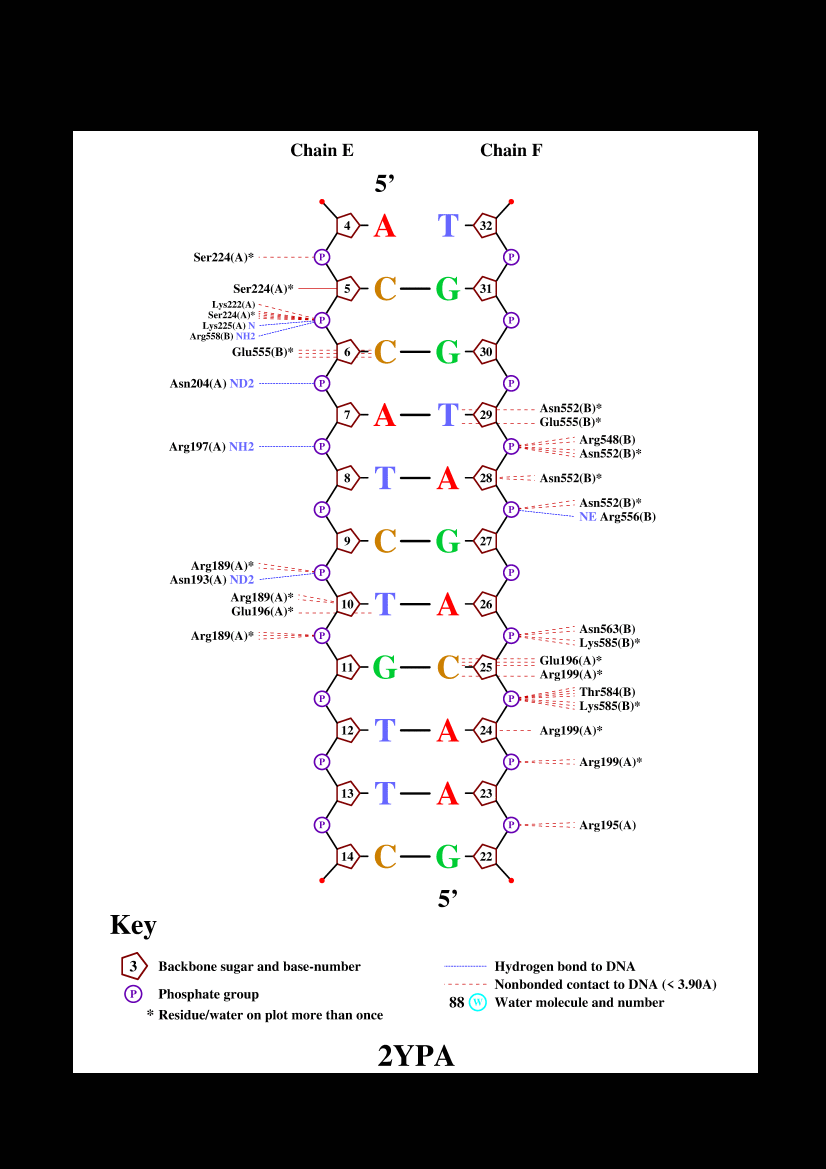 Chain E Chain F
5’
4 A T 32
P P
Ser224(A)*
Ser224(A)* 5 C G 31
Lys222(A)
Ser224(A)*
P P
Lys225(A) N
Arg558(B) NH2
Glu555(B)* 6 C G 30
Asn204(A) ND2 P P
7 A T 29 Asn552(B)*
Glu555(B)*
Arg197(A) NH2 P P Arg548(B)
Asn552(B)*
8 T A 28 Asn552(B)*
P P Asn552(B)*
NE Arg556(B)
9 C G 27
Arg189(A)* P P
Asn193(A) ND2
Arg189(A)* 10 T A 26
Glu196(A)*
Arg189(A)* P P Asn563(B)
Lys585(B)*
11 G C 25 Glu196(A)*
Arg199(A)*
P P Thr584(B)
Lys585(B)*
12 T A 24 Arg199(A)*
P P Arg199(A)*
13 T A 23
P P Arg195(A)
14 C G 22
5’
Key
3 Backbone sugar and base-number Hydrogen bond to DNA
Nonbonded contact to DNA (< 3.90A)
P Phosphate group
88 W Water molecule and number
* Residue/water on plot more than once
2YPA